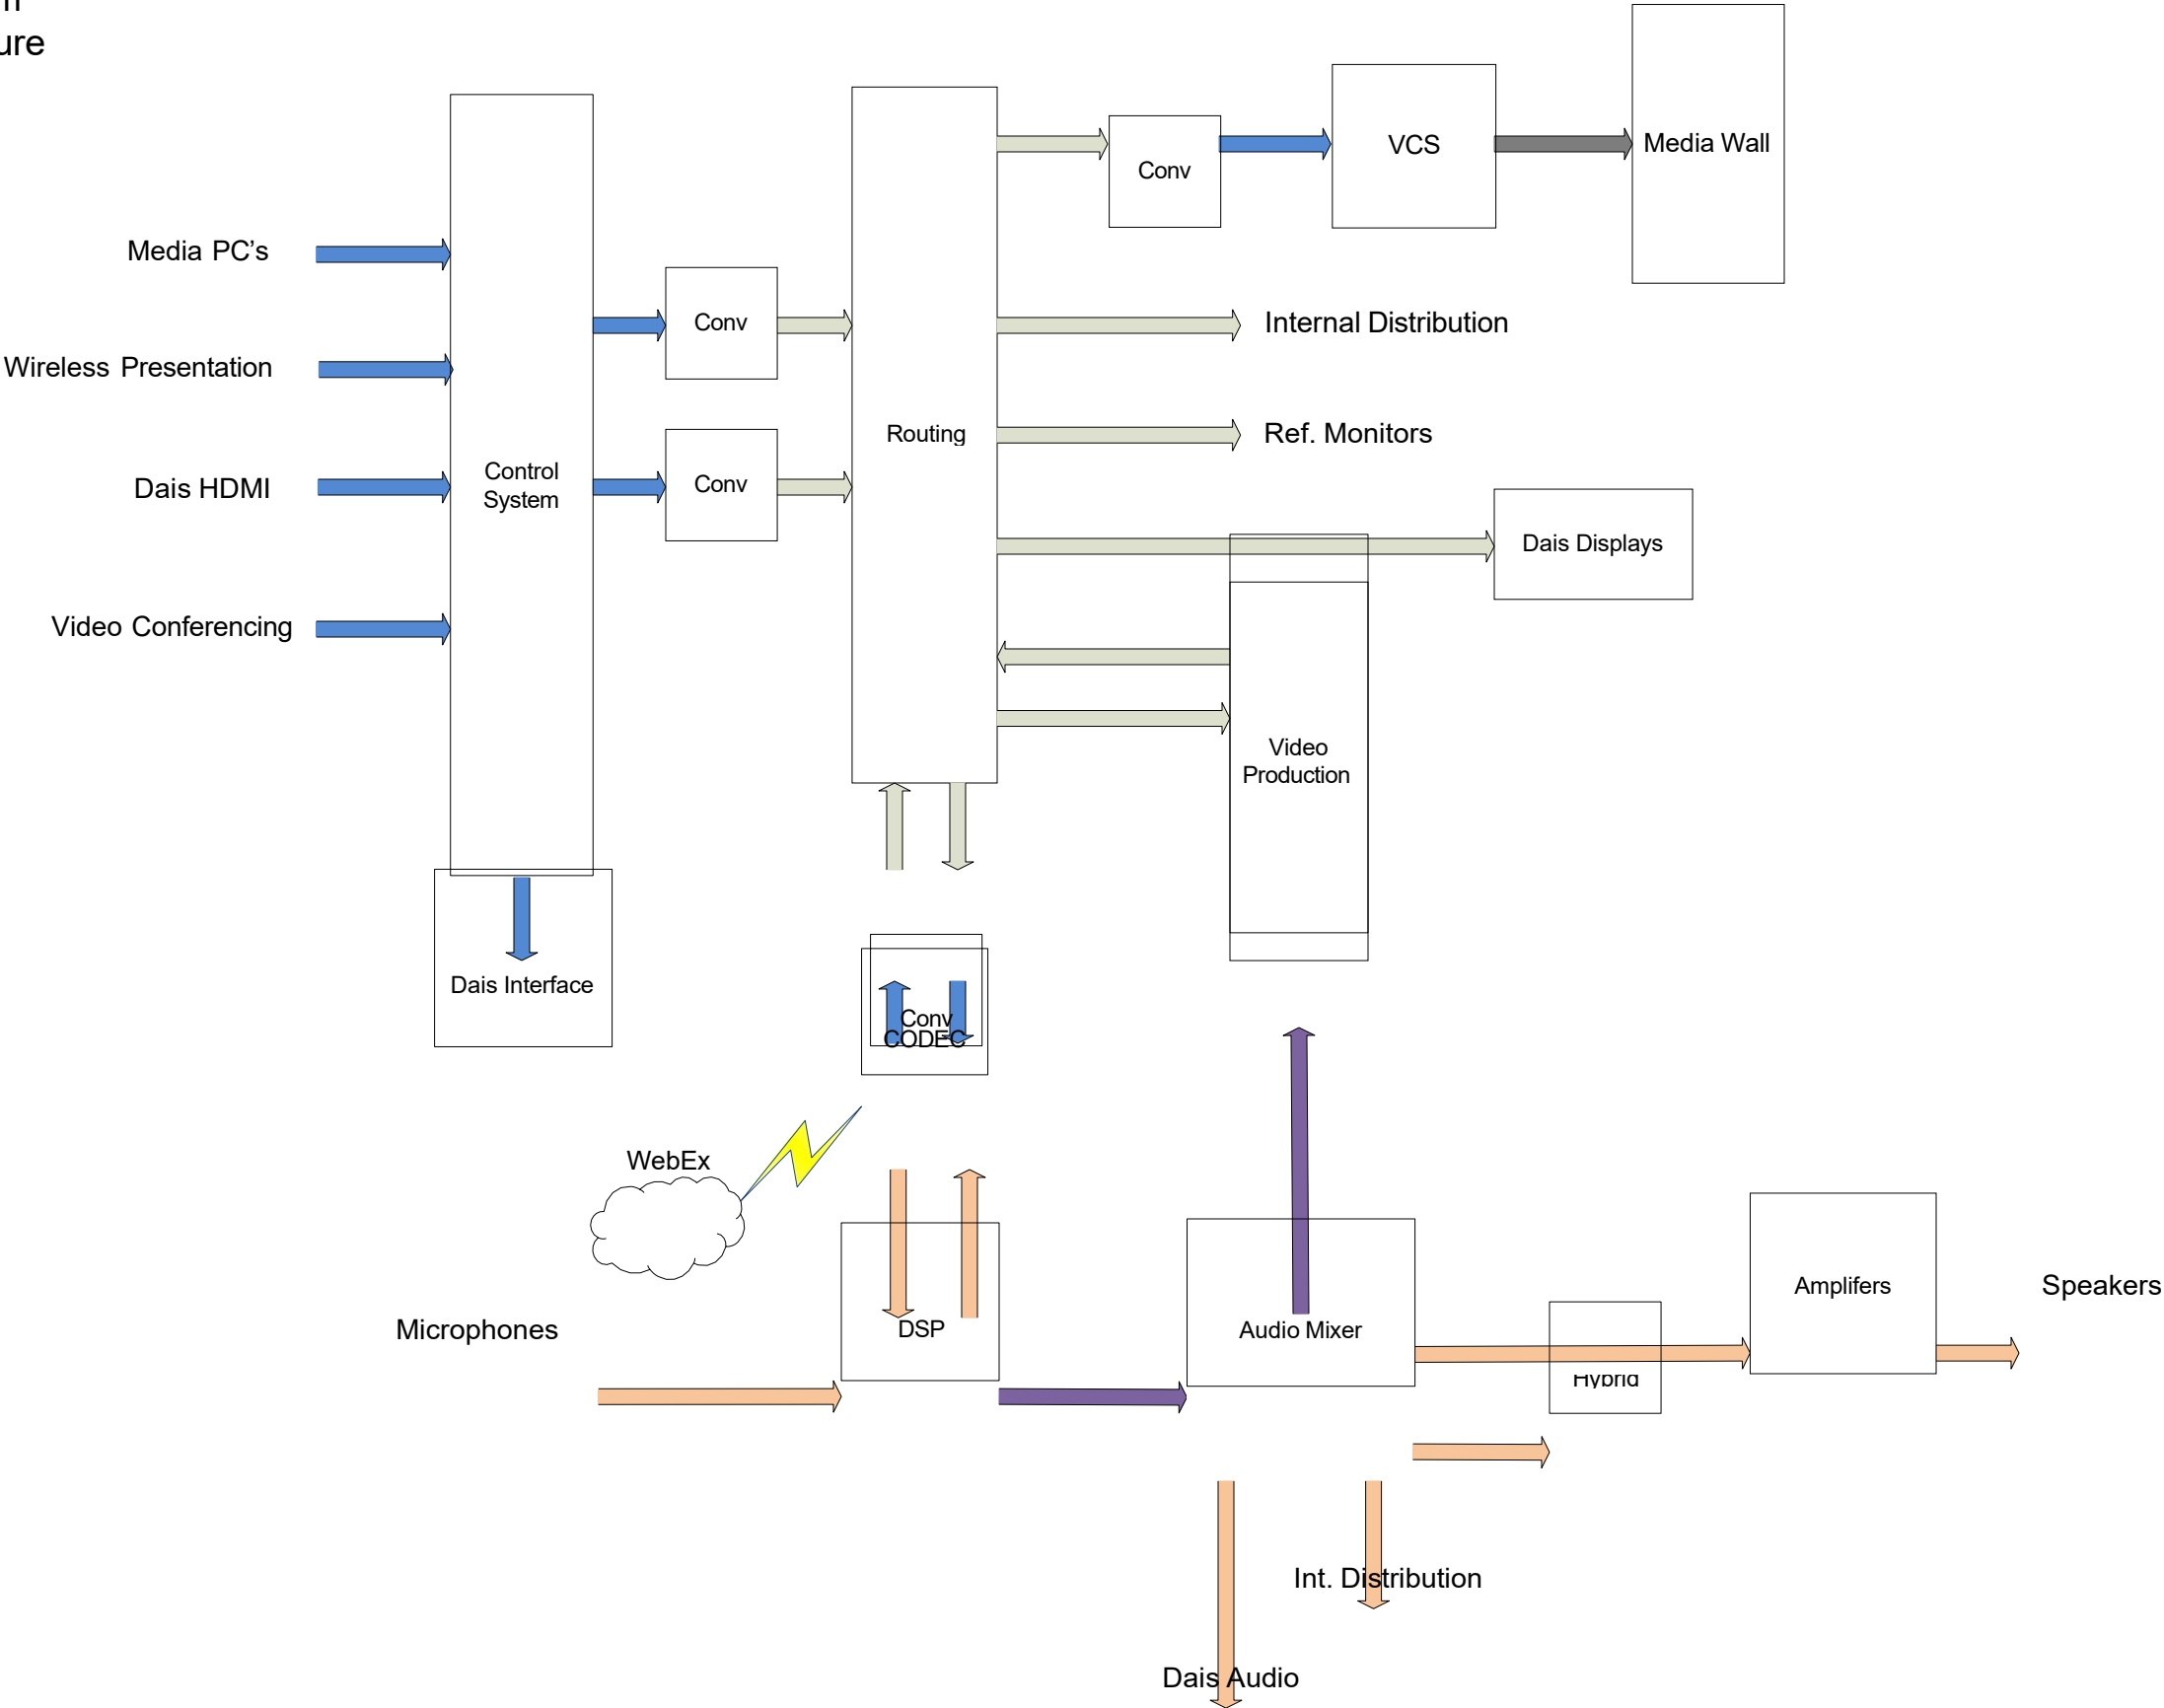 ure
Media PC's
Wireless Presentation
Dais HDMI
Video Conferencing
Control
System
Conv
Conv
Routing
Conv
VCS
Media Wall
Internal Distribution
Ref. Monitors
Dais Displays
Video
Production
Dais Interface
Conv
CODEC
WebEx
Microphones
DSP
Audio Mixer
Hybrid
Amplifers
Speakers
Int. Distribution
Dais Audio